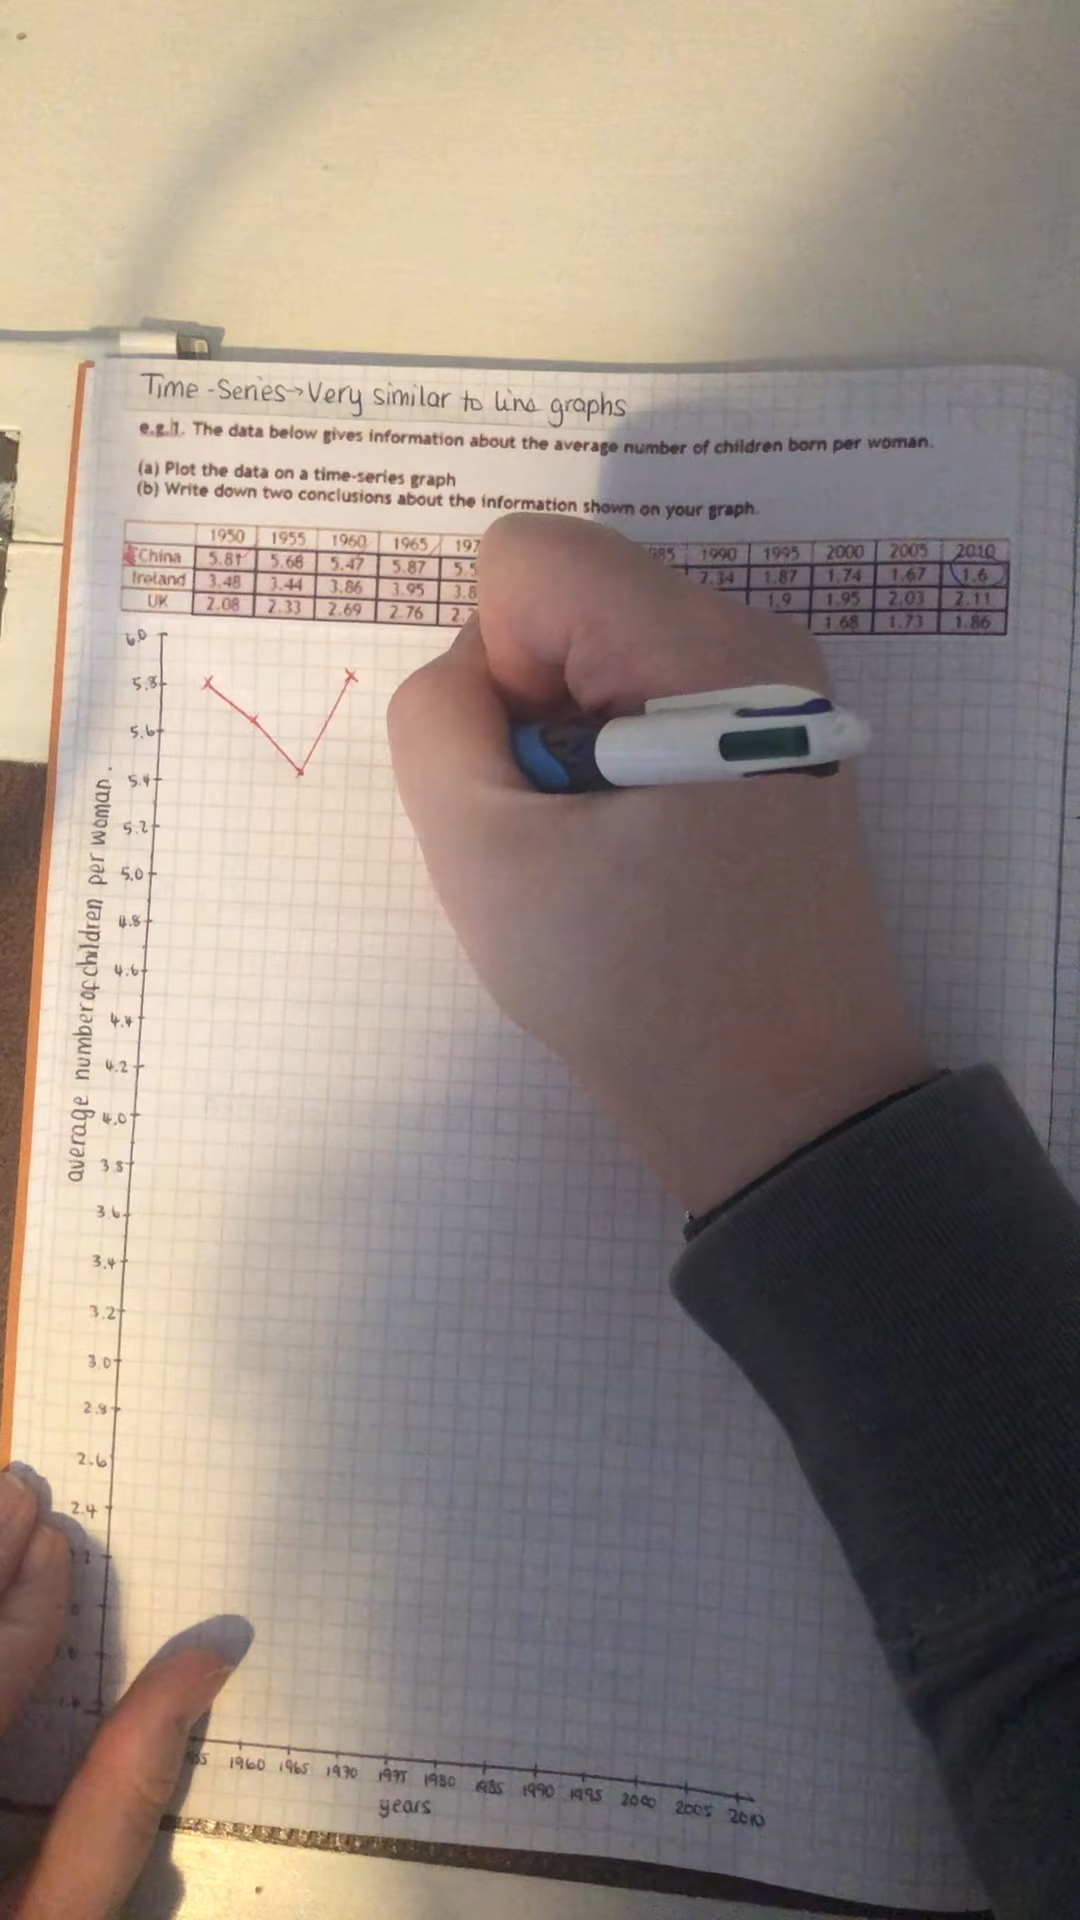 Time-Series→Very similar to line graphs
e.g.1. The data below gives information about the average number of children born per woman.
(a) Plot the data on a time-series graph
(b) Write down two conclusions about the information shown on your graph.
1950 1955 1960 1965 197 985 1990 1995 2000 2005 2010
China 5.81 5.68 5.47 5.87 5.5 2.34 1.87 1.74 1.67 1.6
Ireland 3.48 3.44 3.86 3.95 3.8 1.9 1.95 2.03 2.11
UK 2.08 2.33 2.69 2.76 2. 1.68 1.73 1.86
6.0
5.8
5.6
5.4
5.2
5.0
4.8
4.6
4.4
4.2
4.0
3.8
3.6
3.4
3.2
3.0
2.8
2.6
2.4
average number of children per woman.
55 1960 1965 1970 1975 1980 1985 1990 1995 2000 2005 2010
years